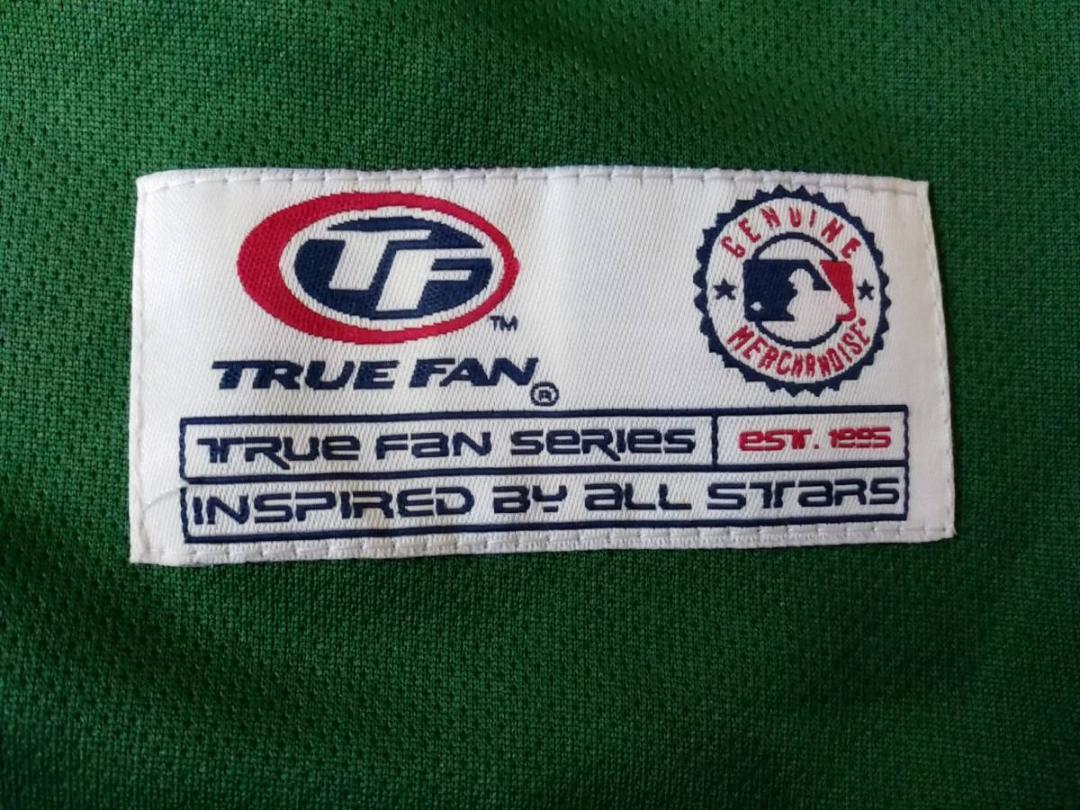 TF
TM
TRUE FAN®
GENUINE
MERCHANDISE
TRUE FAN SERIES EST. 1995
INSPIRED BY ALL STARS